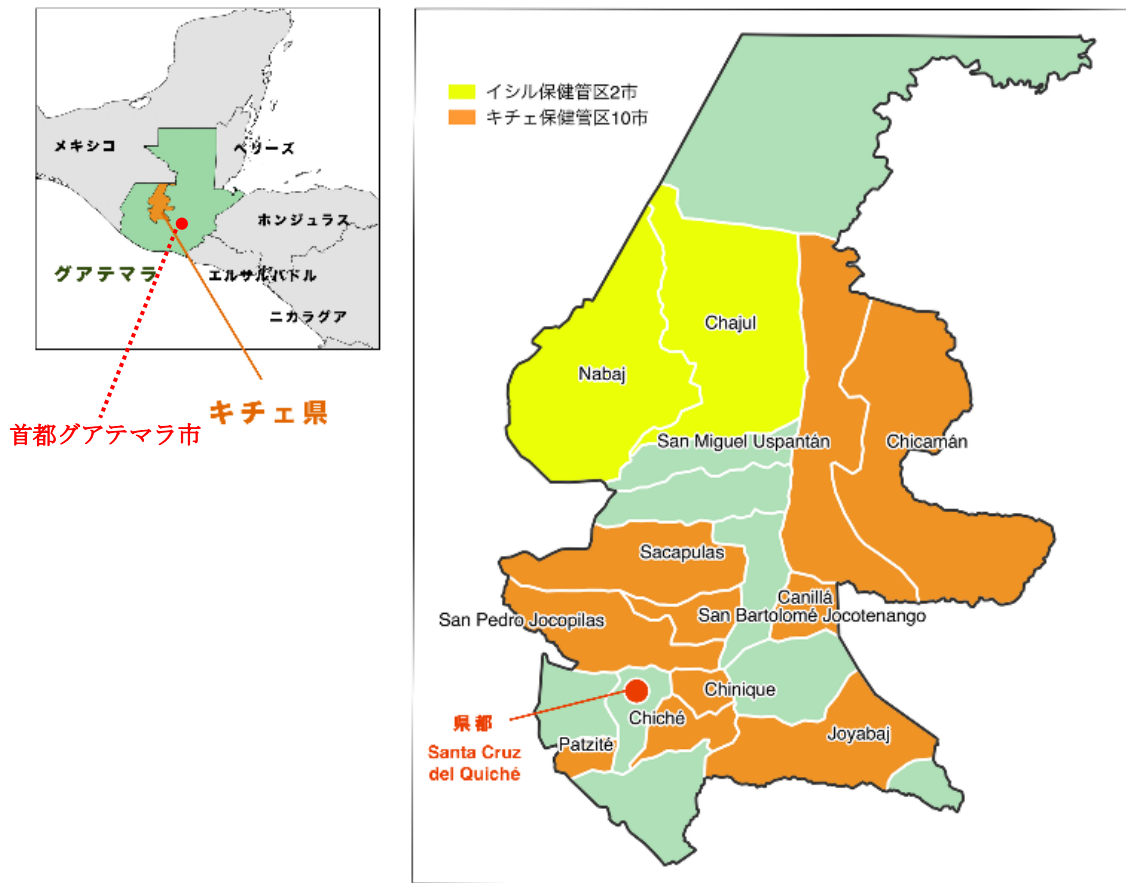 メキシコ
ベリーズ
ホンジュラス
グアテマラ
エルサルバドル
ニカラグア
キチェ県
首都グアテマラ市
イシル保健管区2市
キチェ保健管区10市
Chajul
Nabaj
San Miguel Uspantán
Chicamán
Sacapulas
Canillá
San Bartolomé Jocotenango
San Pedro Jocopilas
Chinique
Chiché
Joyabaj
Patzité
県都
Santa Cruz
del Quiché